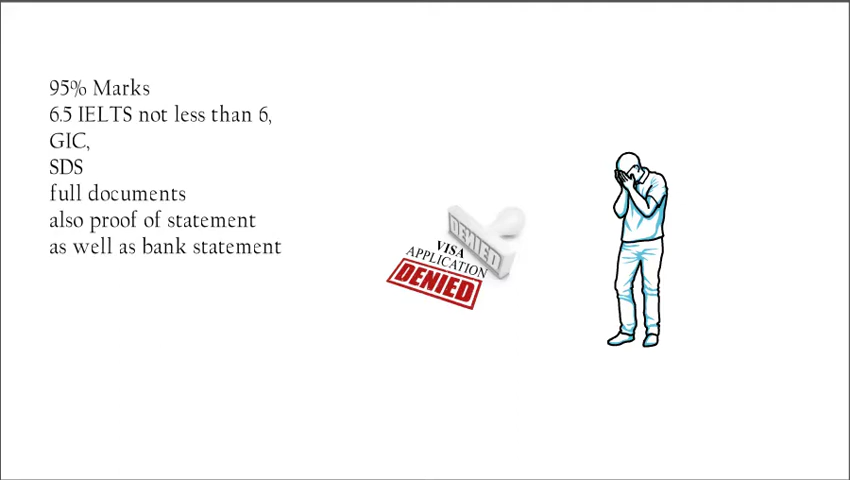 95% Marks
6.5 IELTS not less than 6,
GIC,
SDS
full documents
also proof of statement
as well as bank statement
DENIED
VISA
APPLICATION
DENIED